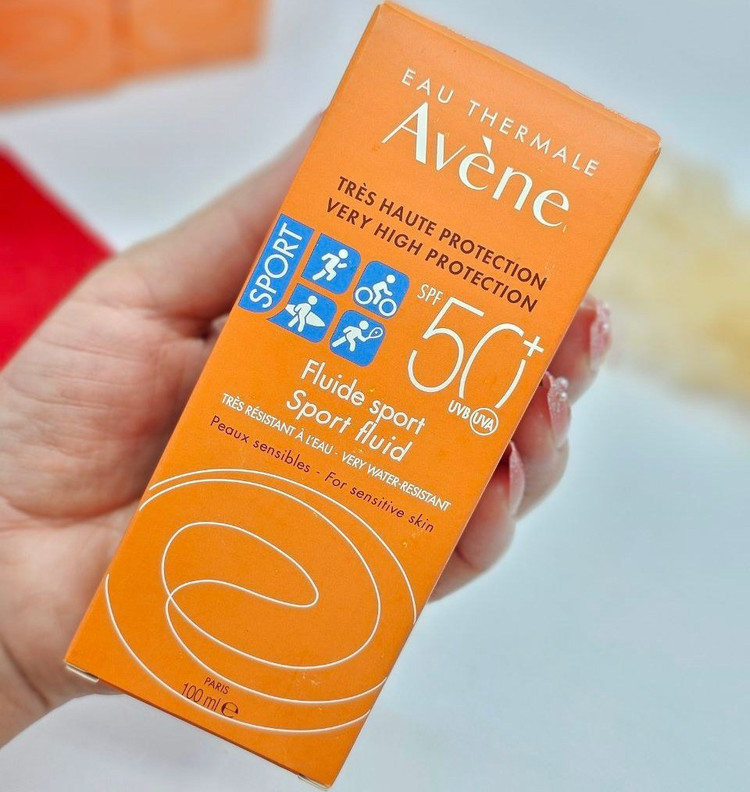 EAU THERMALE
Avène
TRÈS HAUTE PROTECTION
VERY HIGH PROTECTION
SPORT
SPF 50+
UVB UVA
Fluide sport
Sport fluid
TRÈS RÉSISTANT À L'EAU - VERY WATER-RESISTANT
Peaux sensibles - For sensitive skin
PARIS
100 ml e